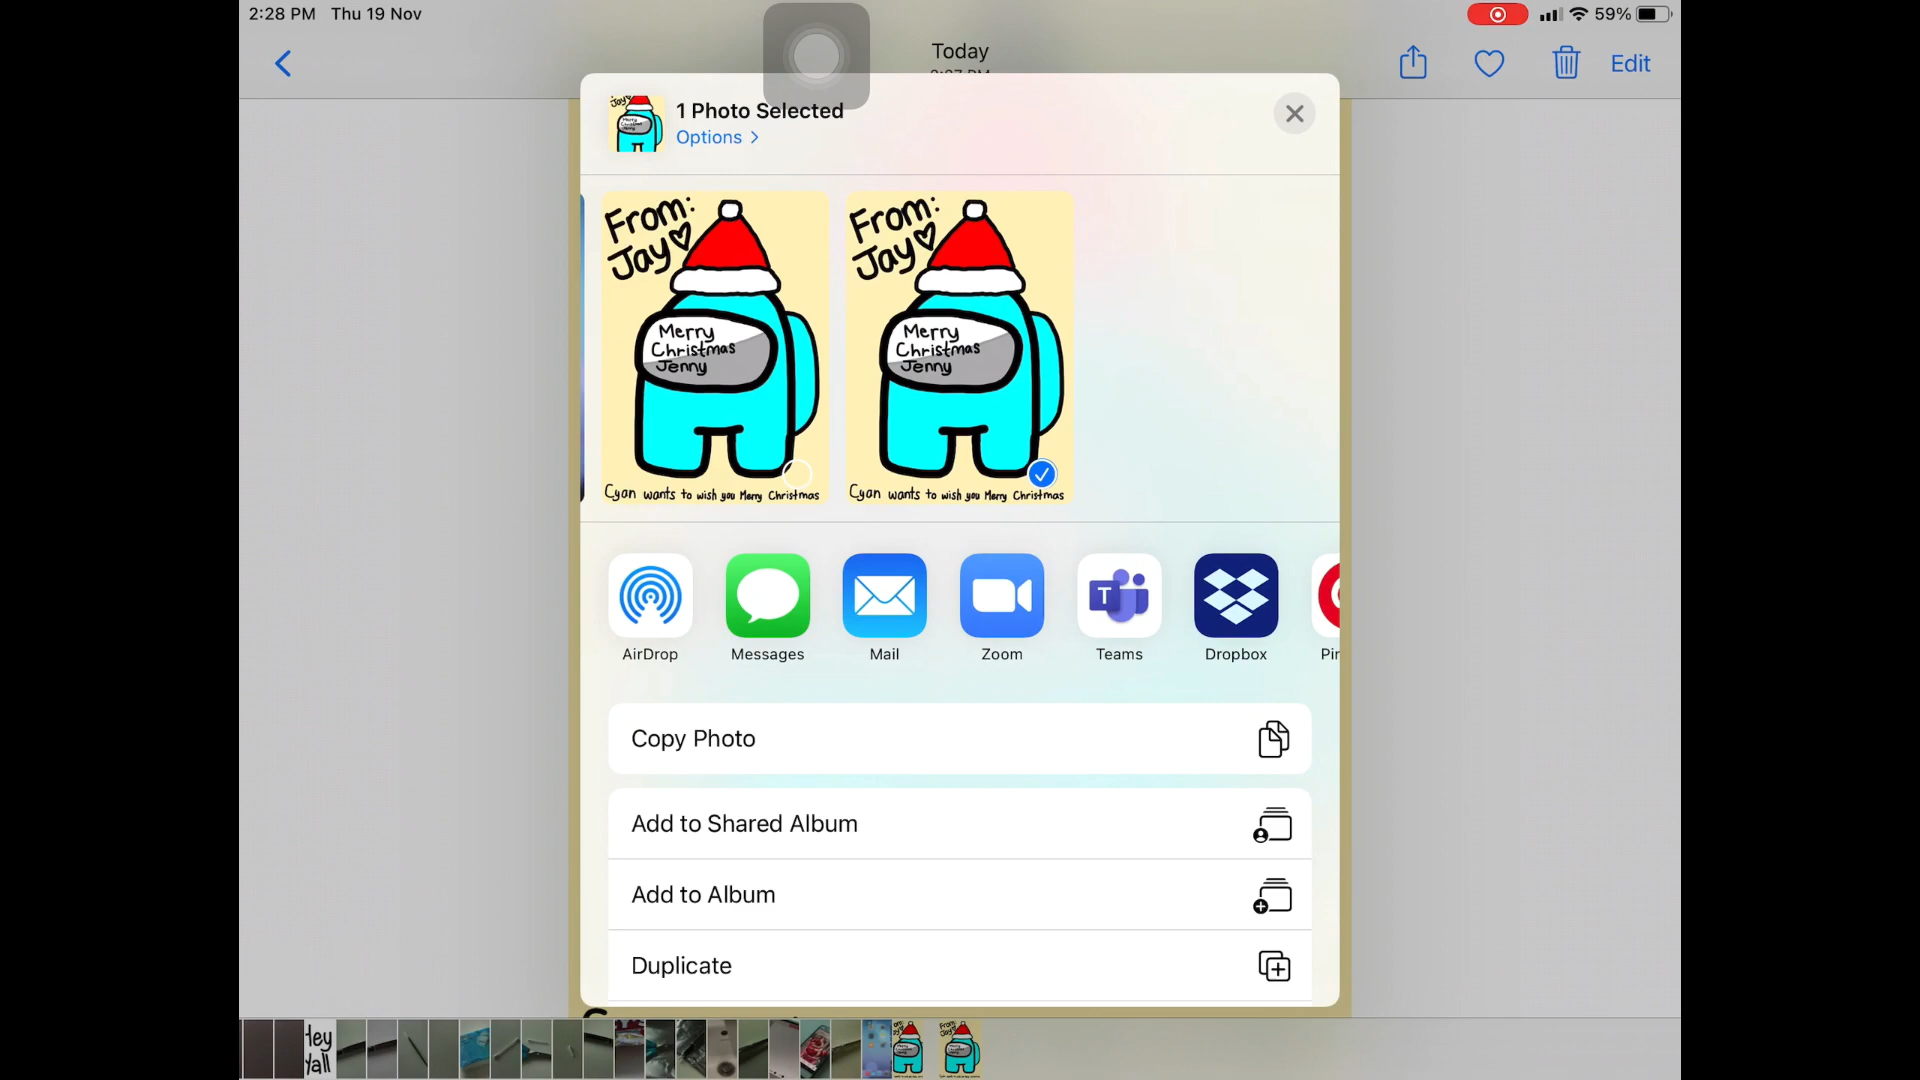 2:28 PM Thu 19 Nov
59%
Today
Edit
1 Photo Selected
Options
From:
Jay
Merry
Christmas
Jenny
Cyan wants to wish you Merry Christmas
From:
Jay
Merry
Christmas
Jenny
Cyan wants to wish you Merry Christmas
T
AirDrop
Messages
Mail
Zoom
Teams
Dropbox
Copy Photo
Add to Shared Album
Add to Album
Duplicate
Hey
Yall